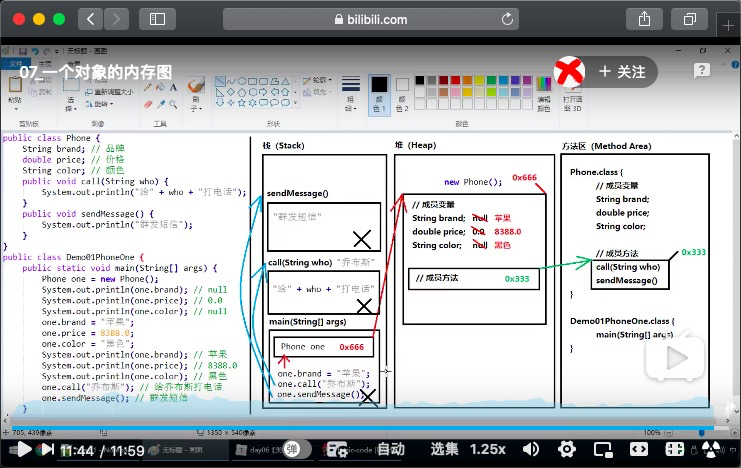 bilibili.com
无标题 - 画图
07_一个对象的内存图
+ 关注
文件
粘贴
选择
重新调整大小
旋转
刷子
轮廓
填充
粗细
颜色 1
颜色 2
编辑颜色
打开画图 3D
剪贴板
图像
工具
形状
颜色
public class Phone {
String brand; // 品牌
double price; // 价格
String color; // 颜色
public void call(String who) {
System.out.println("给" + who + "打电话");
}
public void sendMessage() {
System.out.println("群发短信");
}
}
public class Demo01PhoneOne {
public static void main(String[] args) {
Phone one = new Phone();
System.out.println(one.brand); // null
System.out.println(one.price); // 0.0
System.out.println(one.color); // null
one.brand = "苹果";
one.price = 8388.0;
one.color = "黑色";
System.out.println(one.brand); // 苹果
System.out.println(one.price); // 8388.0
System.out.println(one.color); // 黑色
one.call("乔布斯"); // 给乔布斯打电话
one.sendMessage(); // 群发短信
}
栈（Stack）
sendMessage()
"群发短信"
call(String who) "乔布斯"
"给" + who + "打电话"
main(String[] args)
Phone one 0x666
one.brand = "苹果";
one.call("乔布斯");
one.sendMessage();
堆（Heap）
new Phone(); 0x666
// 成员变量
String brand; null 苹果
double price; 0.0 8388.0
String color; null 黑色
// 成员方法 0x333
方法区（Method Area）
Phone.class {
// 成员变量
String brand;
double price;
String color;
// 成员方法 0x333
call(String who)
sendMessage()
}
Demo01PhoneOne.class {
main(String[] args)
}
705, 439像素
1350 × 540像素
100%
11:44 / 11:59
无标题 - 画图
弹
自动
选集
1.25x